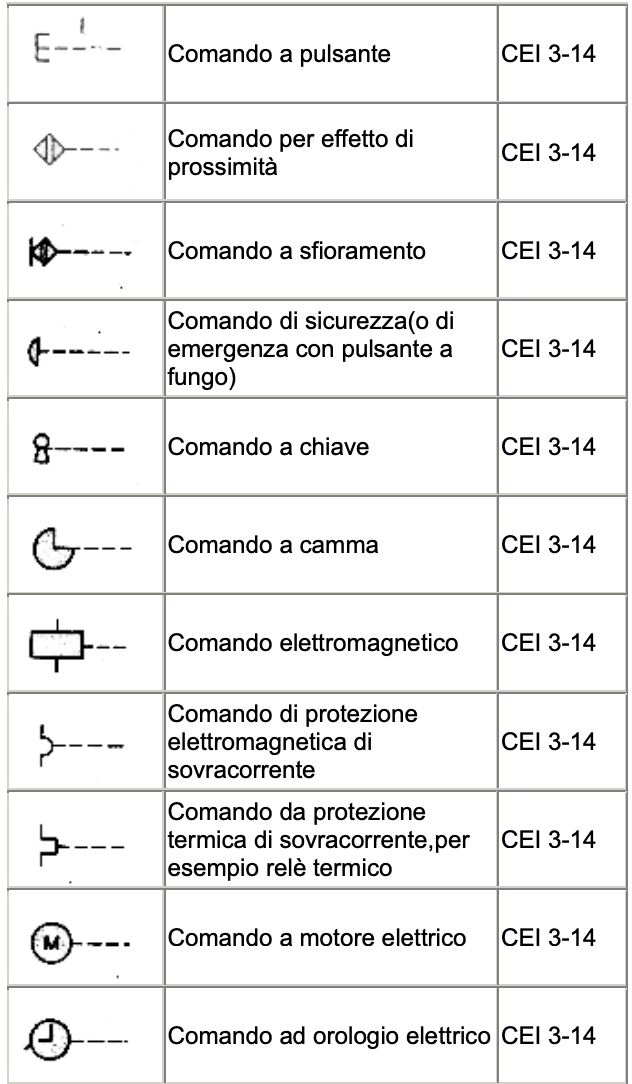 Comando a pulsante CEI 3-14
Comando per effetto di
prossimità CEI 3-14
Comando a sfioramento CEI 3-14
Comando di sicurezza(o di
emergenza con pulsante a CEI 3-14
fungo)
Comando a chiave CEI 3-14
Comando a camma CEI 3-14
Comando elettromagnetico CEI 3-14
Comando di protezione
elettromagnetica di CEI 3-14
sovracorrente
Comando da protezione
termica di sovracorrente,per CEI 3-14
esempio relè termico
M Comando a motore elettrico CEI 3-14
Comando ad orologio elettrico CEI 3-14